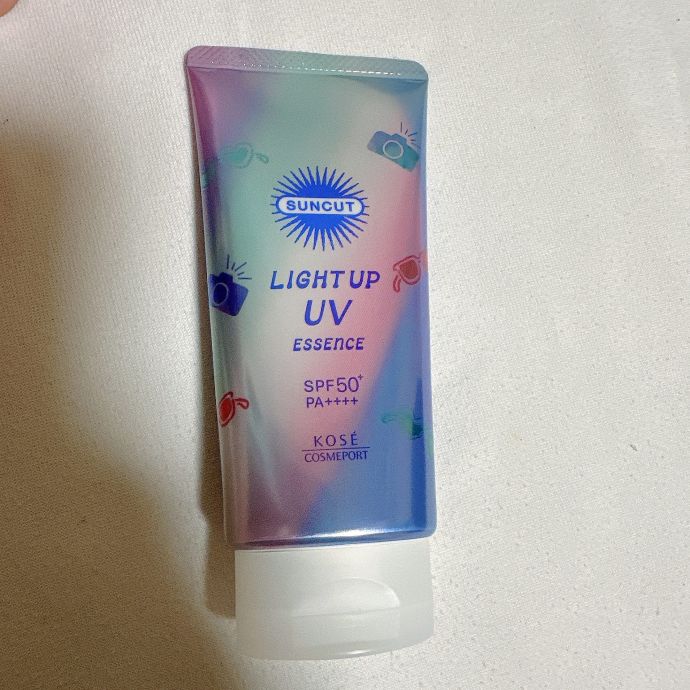 SUNCUT
LIGHT UP
UV
ESSENCE
SPF50+
PA++++
KOSÉ
COSMEPORT